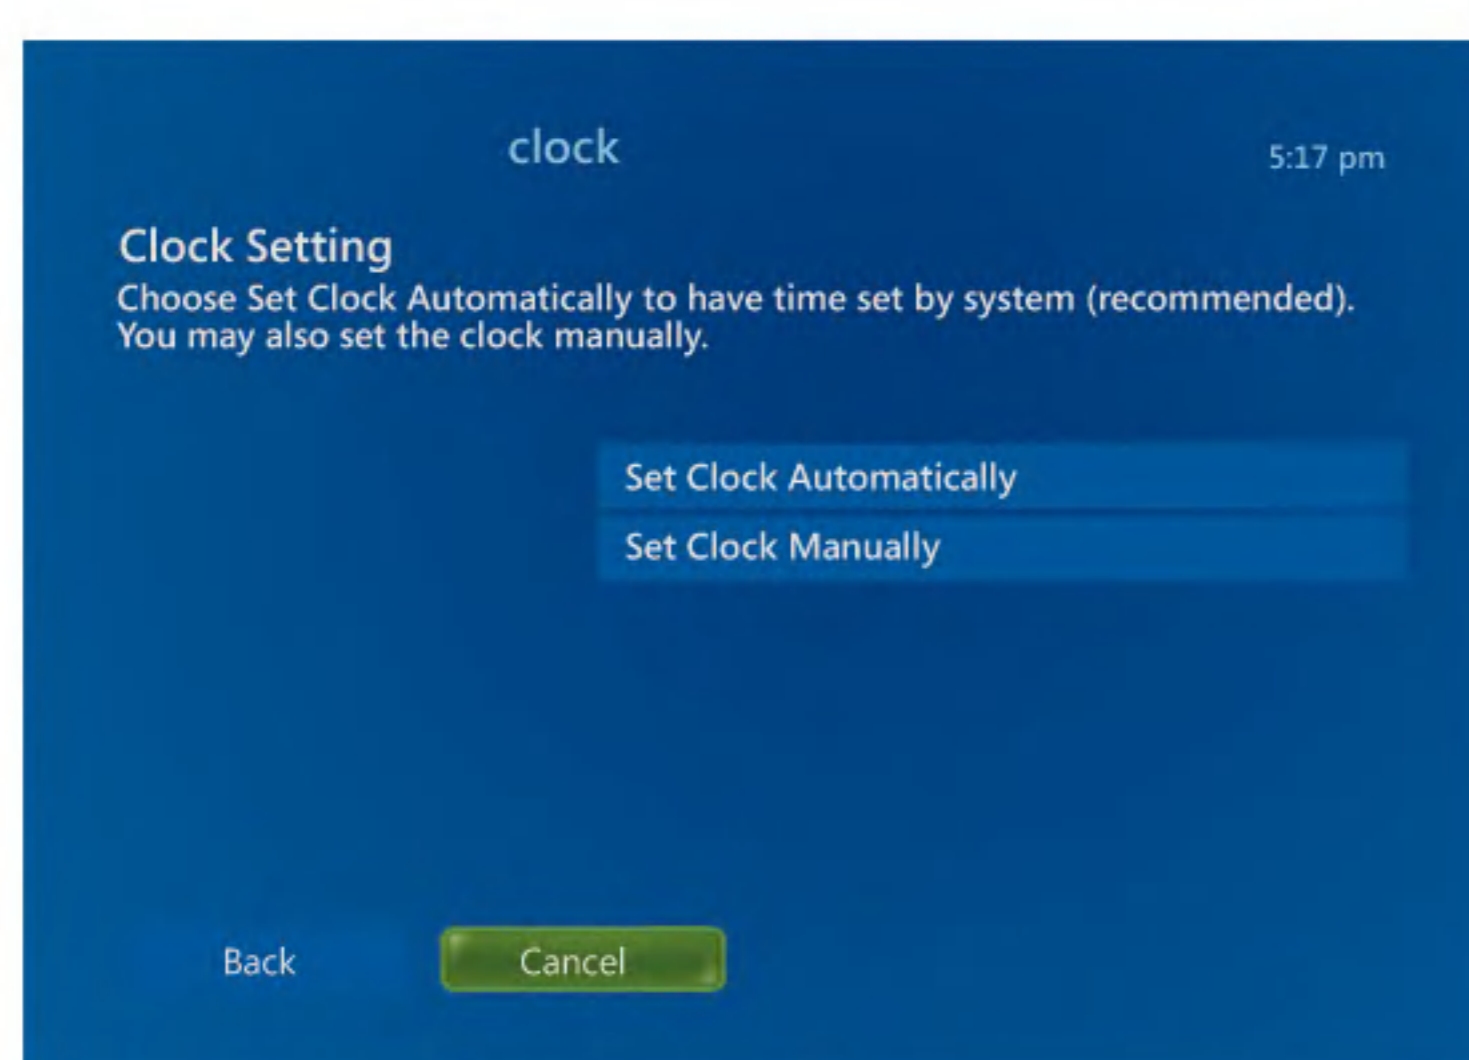 clock
5:17 pm
Clock Setting
Choose Set Clock Automatically to have time set by system (recommended).
You may also set the clock manually.
Set Clock Automatically
Set Clock Manually
Back
Cancel